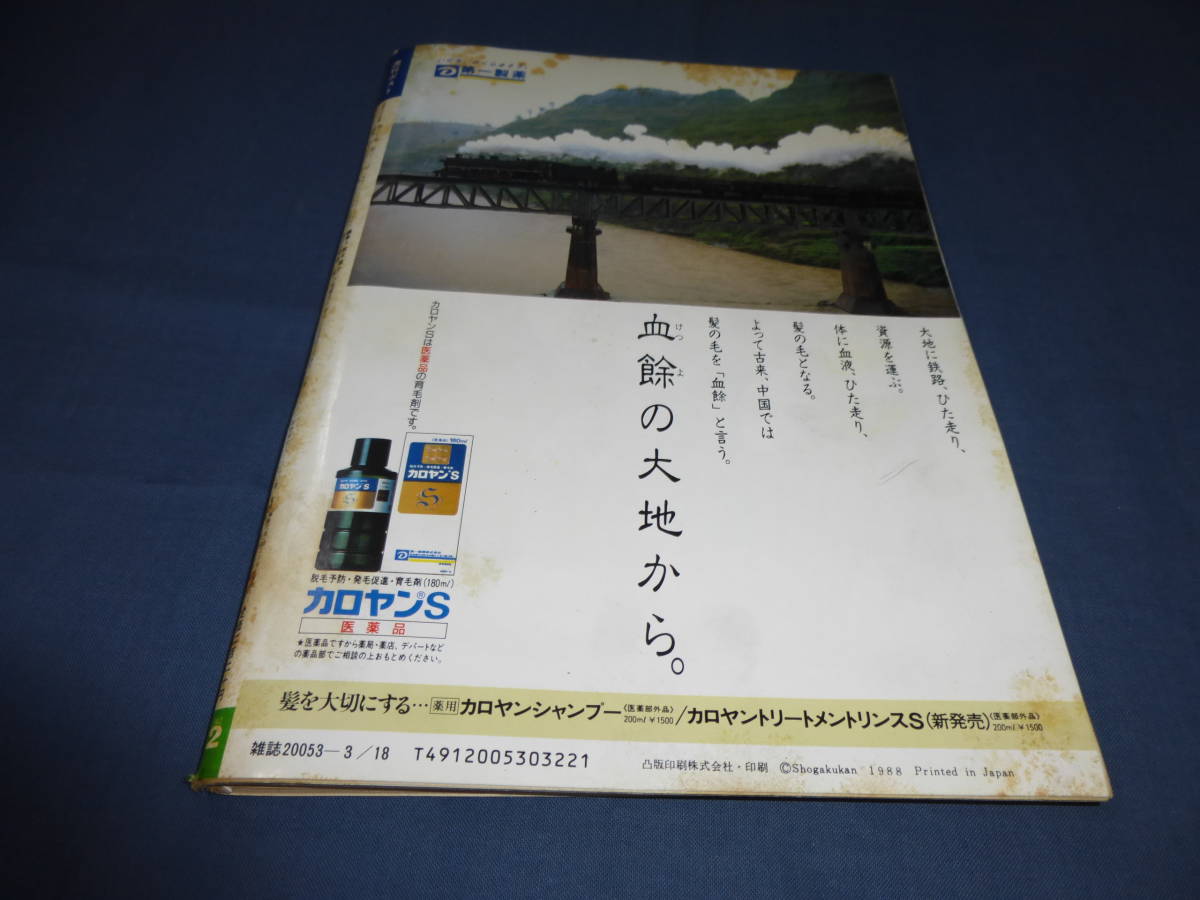 第一製薬
大地に鉄路、ひた走り、
資源を運ぶ。
体に血液、ひた走り、
髪の毛となる。
よって古来、中国では
髪の毛を「血餘」と言う。
血餘の大地から。
けつよ
カロヤンSは医薬品の育毛剤です。
180ml
カロヤンS
S
カロヤンS
S
脱毛予防・発毛促進・育毛剤(180ml)
カロヤン®S
医薬品
★医薬品ですから薬局・薬店、デパートなど
の薬品部でご相談の上おもとめください。
髪を大切にする…薬用カロヤンシャンプー〈医薬部外品〉200ml ¥1500/カロヤントリートメントリンスS(新発売)〈医薬部外品〉200ml ¥1500
雑誌20053-3/18 T4912005303221 凸版印刷株式会社・印刷 ©Shogakukan 1988 Printed in Japan
2